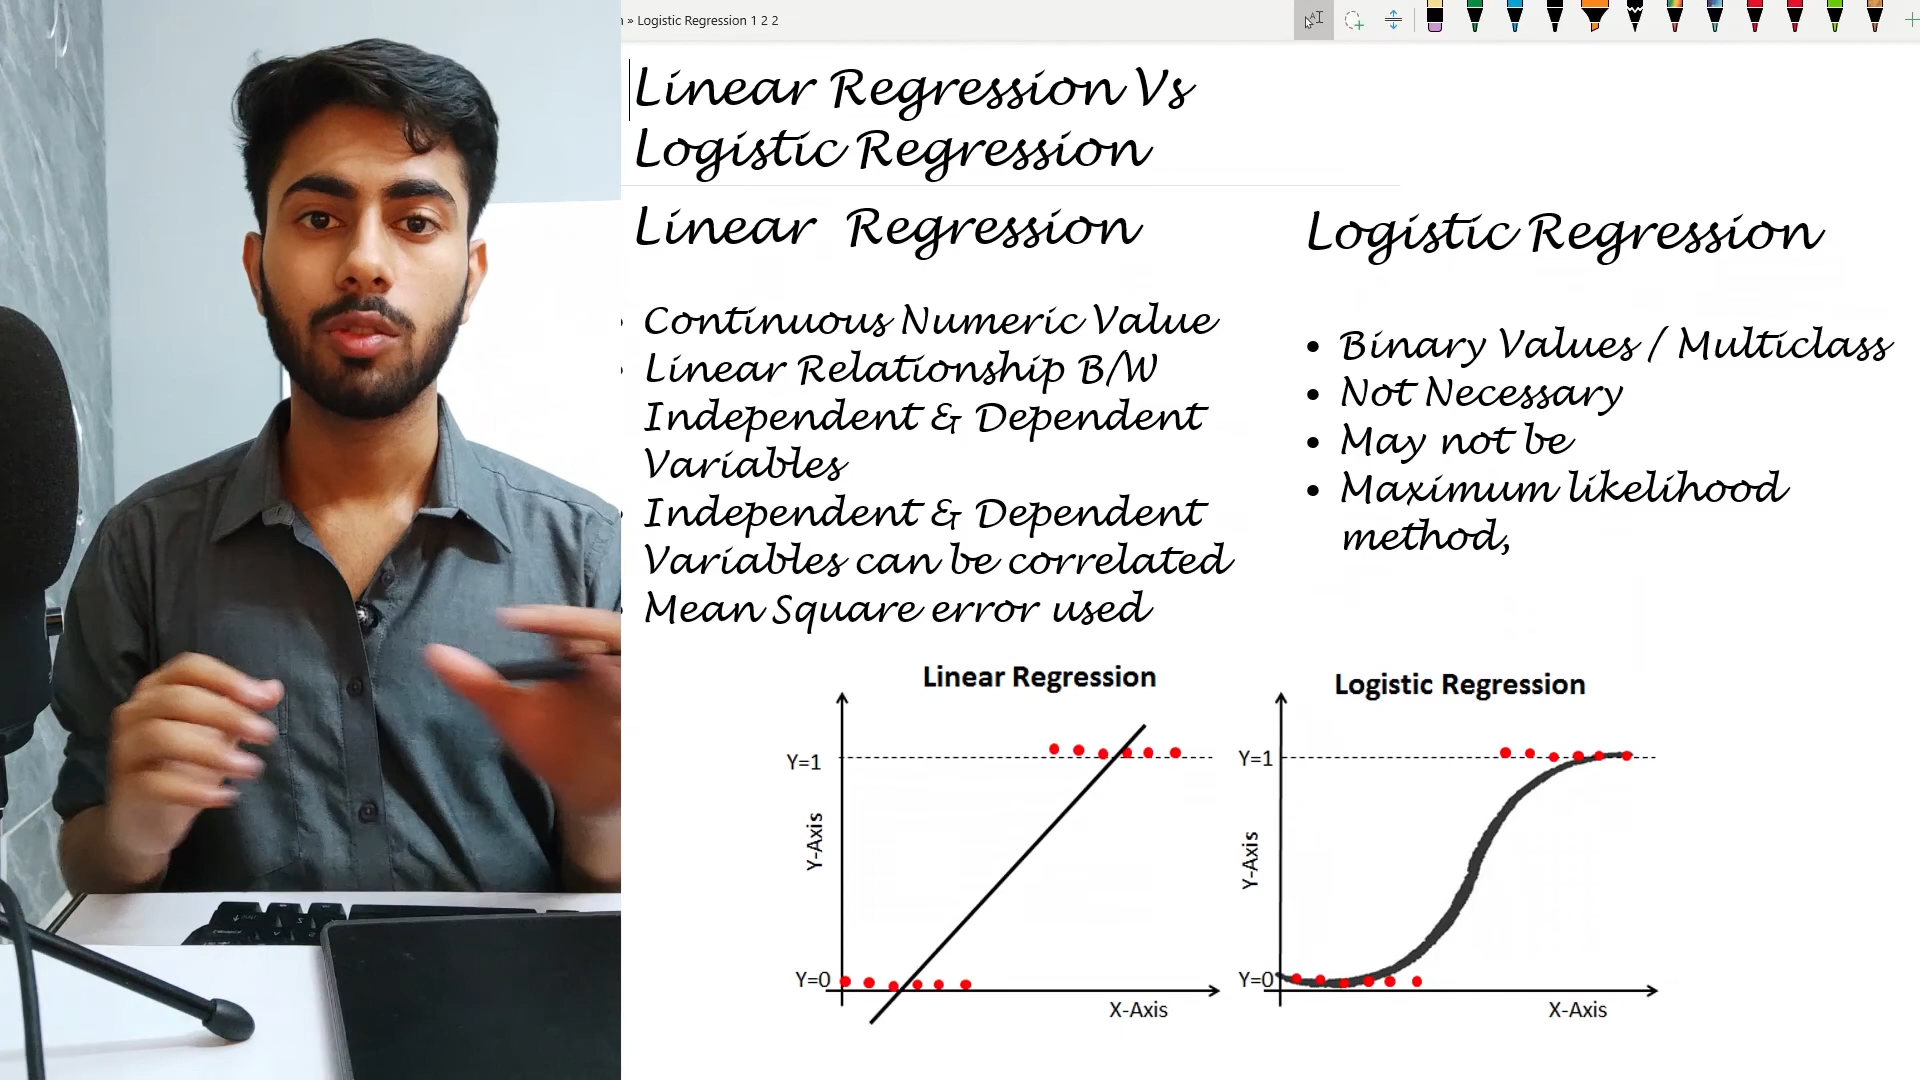 » Logistic Regression 1 2 2
Linear Regression Vs
Logistic Regression
Linear Regression
• Continuous Numeric Value
• Linear Relationship B/W
Independent & Dependent
Variables
• Independent & Dependent
Variables can be correlated
• Mean Square error used
Logistic Regression
• Binary Values / Multiclass
• Not Necessary
• May not be
• Maximum likelihood
method,
Linear Regression
Y=1
Y-Axis
Y=0
X-Axis
Logistic Regression
Y=1
Y-Axis
Y=0
X-Axis